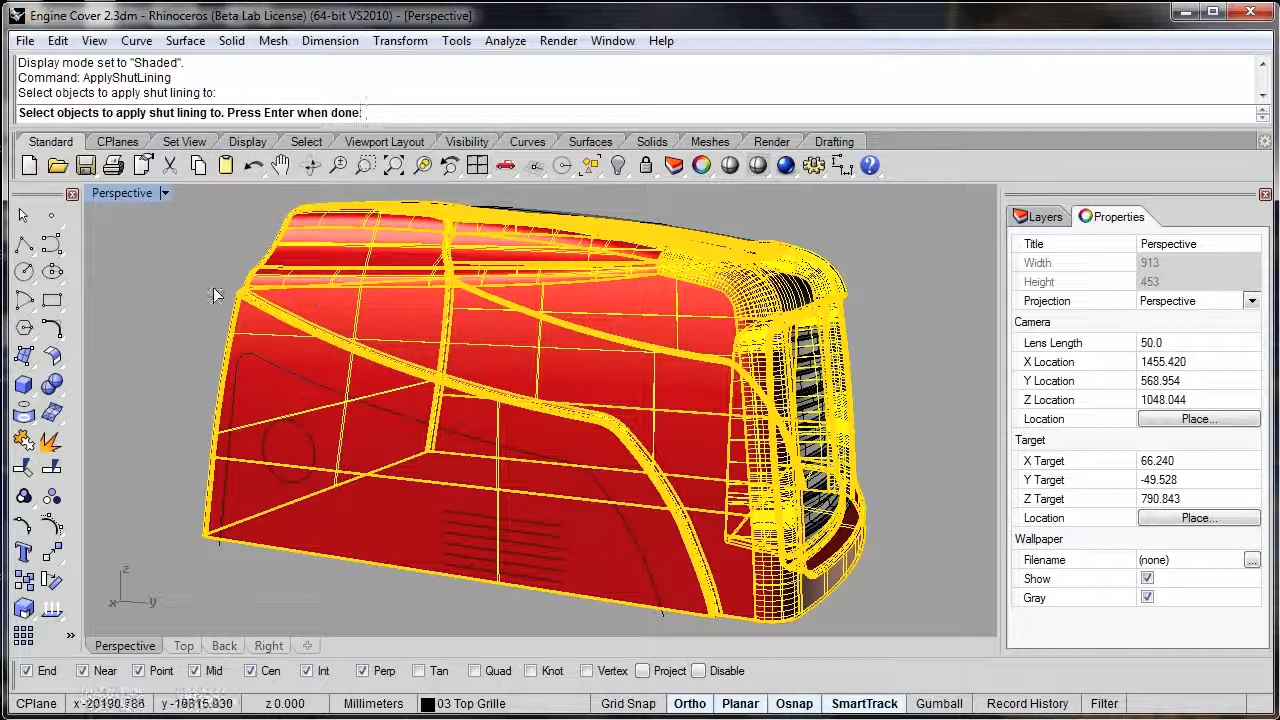 Engine Cover 2.3dm - Rhinoceros (Beta Lab License) (64-bit VS2010) - [Perspective]
File Edit View Curve Surface Solid Mesh Dimension Transform Tools Analyze Render Window Help
Display mode set to "Shaded".
Command: ApplyShutLining
Select objects to apply shut lining to:
Select objects to apply shut lining to. Press Enter when done:
Standard CPlanes Set View Display Select Viewport Layout Visibility Curves Surfaces Solids Meshes Render Drafting
Perspective
Layers Properties
Title Perspective
Width 913
Height 453
Projection Perspective
Camera
Lens Length 50.0
X Location 1455.420
Y Location 568.954
Z Location 1048.044
Location Place...
Target
X Target 66.240
Y Target -49.528
Z Target 790.843
Location Place...
Wallpaper
Filename (none) ...
Show
Gray
z
x y
Perspective Top Back Right
End Near Point Mid Cen Int Perp Tan Quad Knot Vertex Project Disable
CPlane z 0.000 Millimeters 03 Top Grille Grid Snap Ortho Planar Osnap SmartTrack Gumball Record History Filter